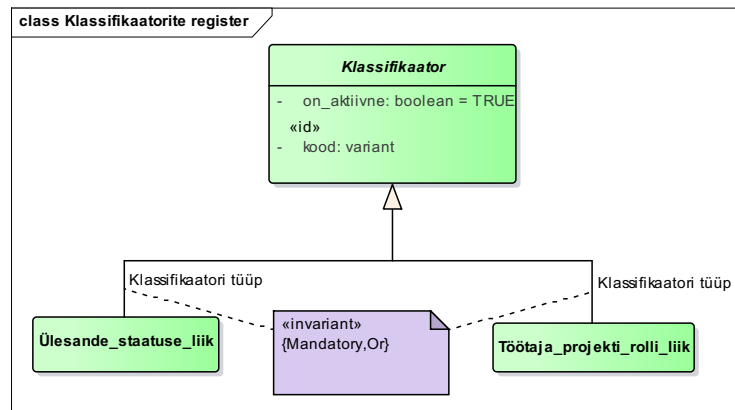 class Klassifikaatorite register
Klassifikaator
- on_aktiivne: boolean = TRUE
«id»
- kood: variant
Klassifikaatori tüüp
Klassifikaatori tüüp
«invariant»
{Mandatory,Or}
Ülesande_staatuse_liik
Töötaja_projekti_rolli_liik